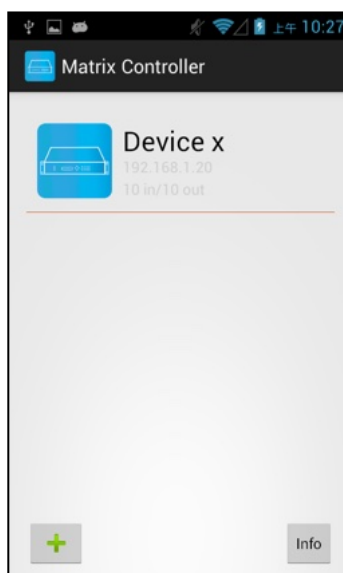 上午 10:27
Matrix Controller
Device x
192.168.1.20
10 in/10 out
Info